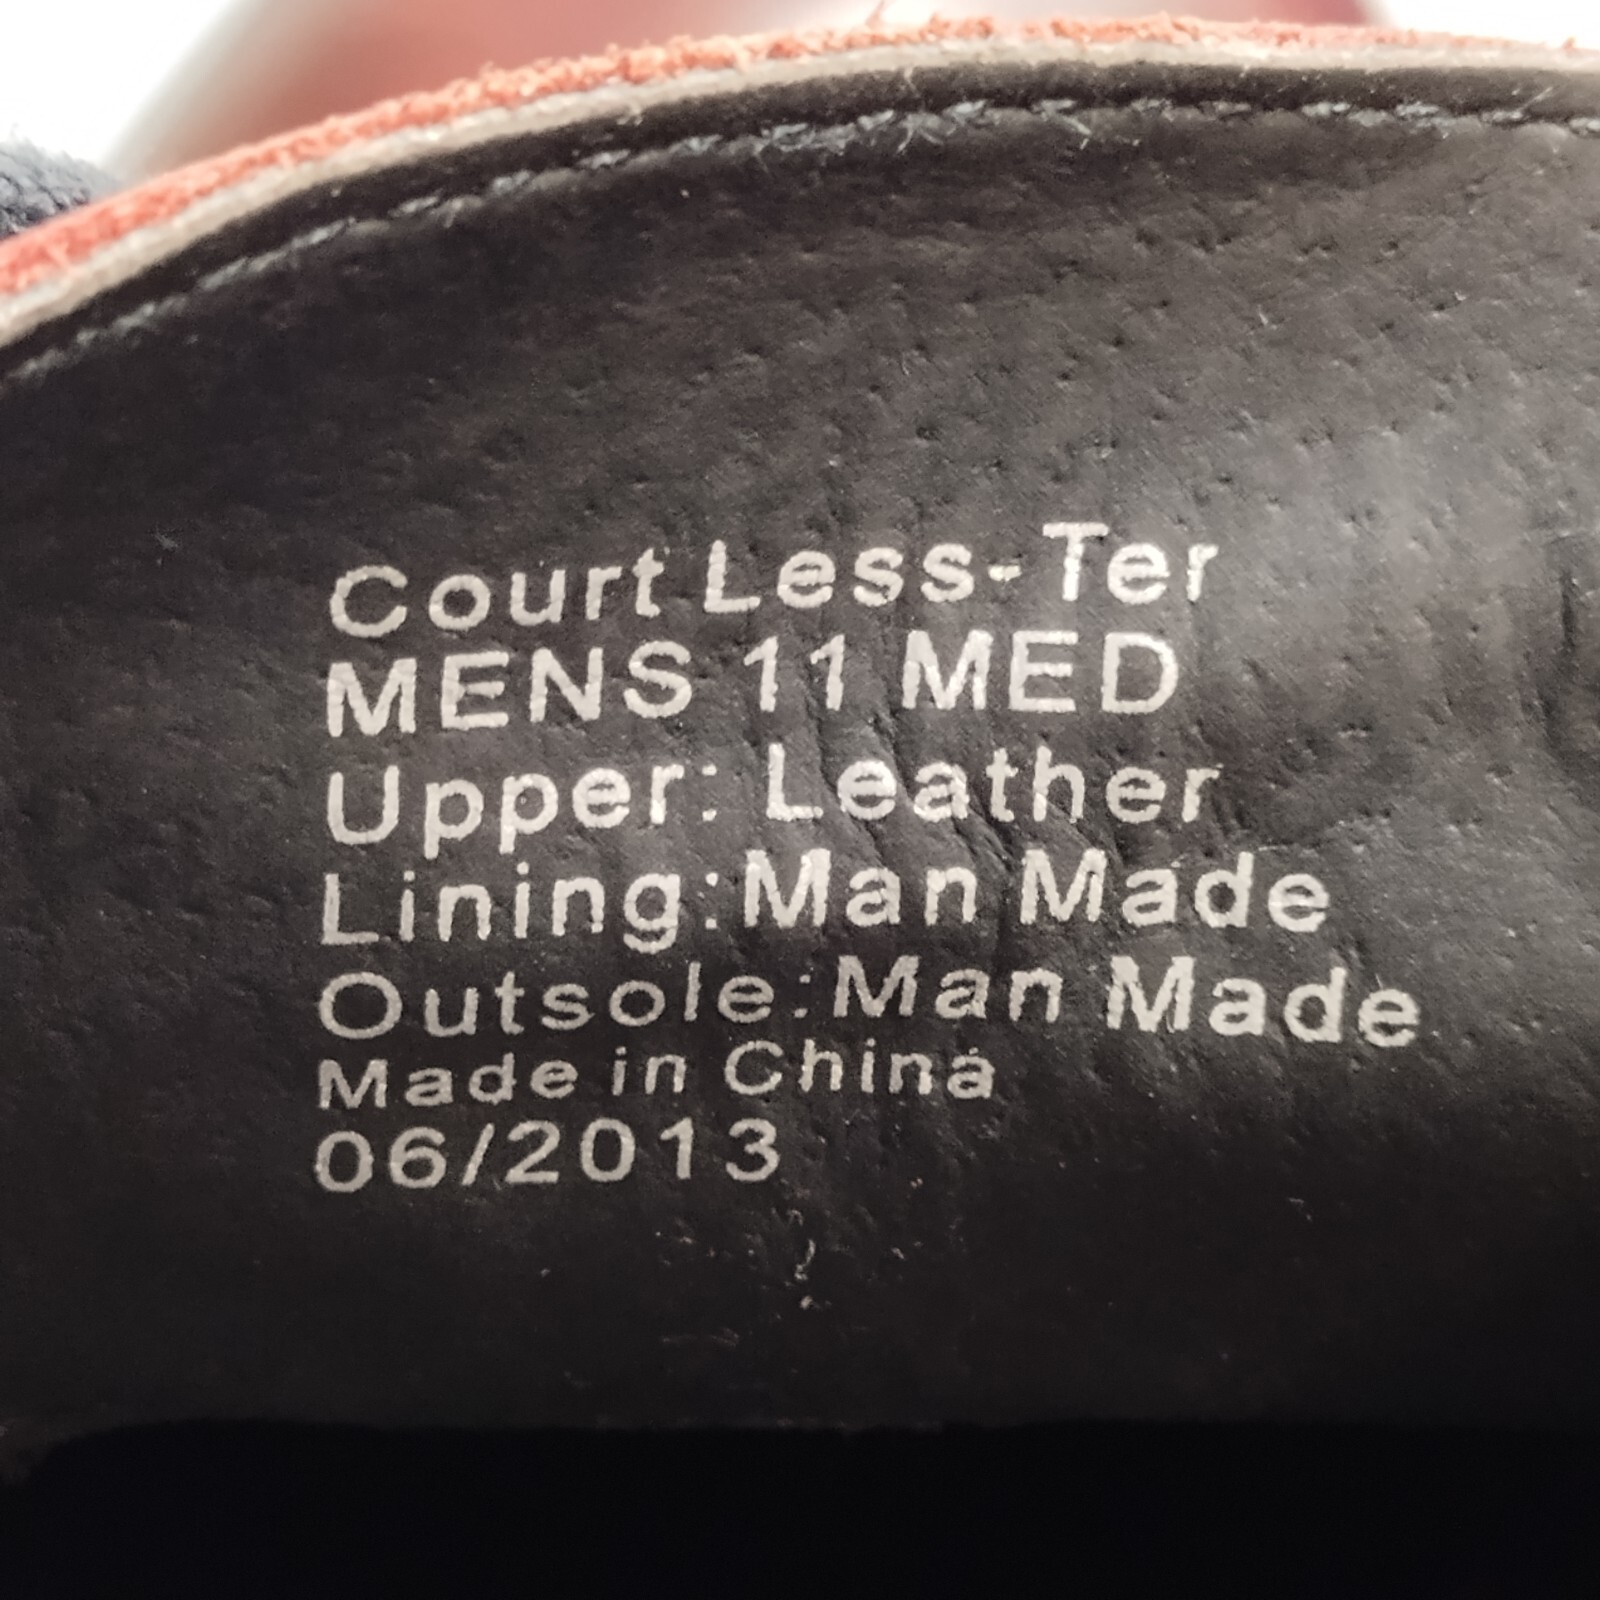 Court Less-Ter
MENS 11 MED
Upper: Leather
Lining:Man Made
Outsole:Man Made
Made in China
06/2013